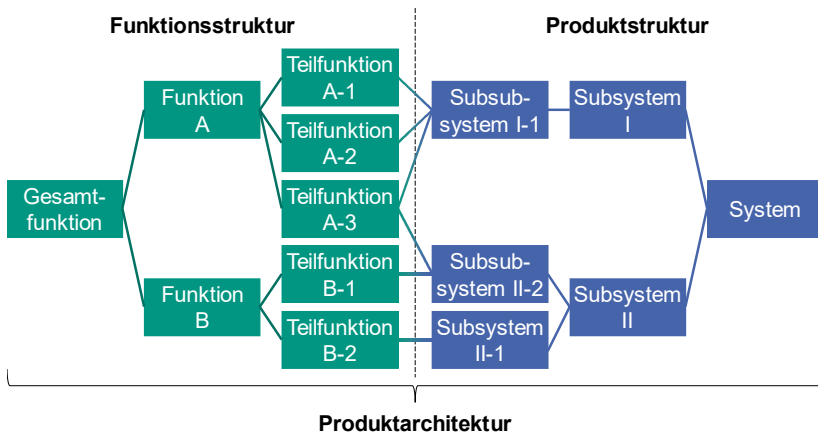 Funktionsstruktur
Produktstruktur
Gesamt-
funktion
Funktion
A
Funktion
B
Teilfunktion
A-1
Teilfunktion
A-2
Teilfunktion
A-3
Teilfunktion
B-1
Teilfunktion
B-2
Subsub-
system I-1
Subsub-
system II-2
Subsystem
II-1
Subsystem
I
Subsystem
II
System
Produktarchitektur